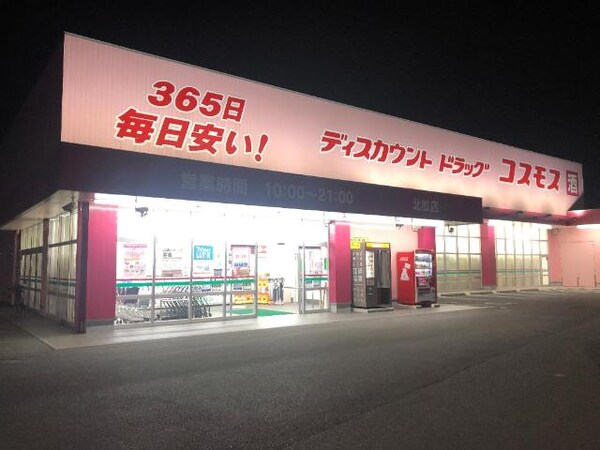 365日
毎日安い!
ディスカウント ドラッグ コスモス 酒
営業時間 10:00~21:00